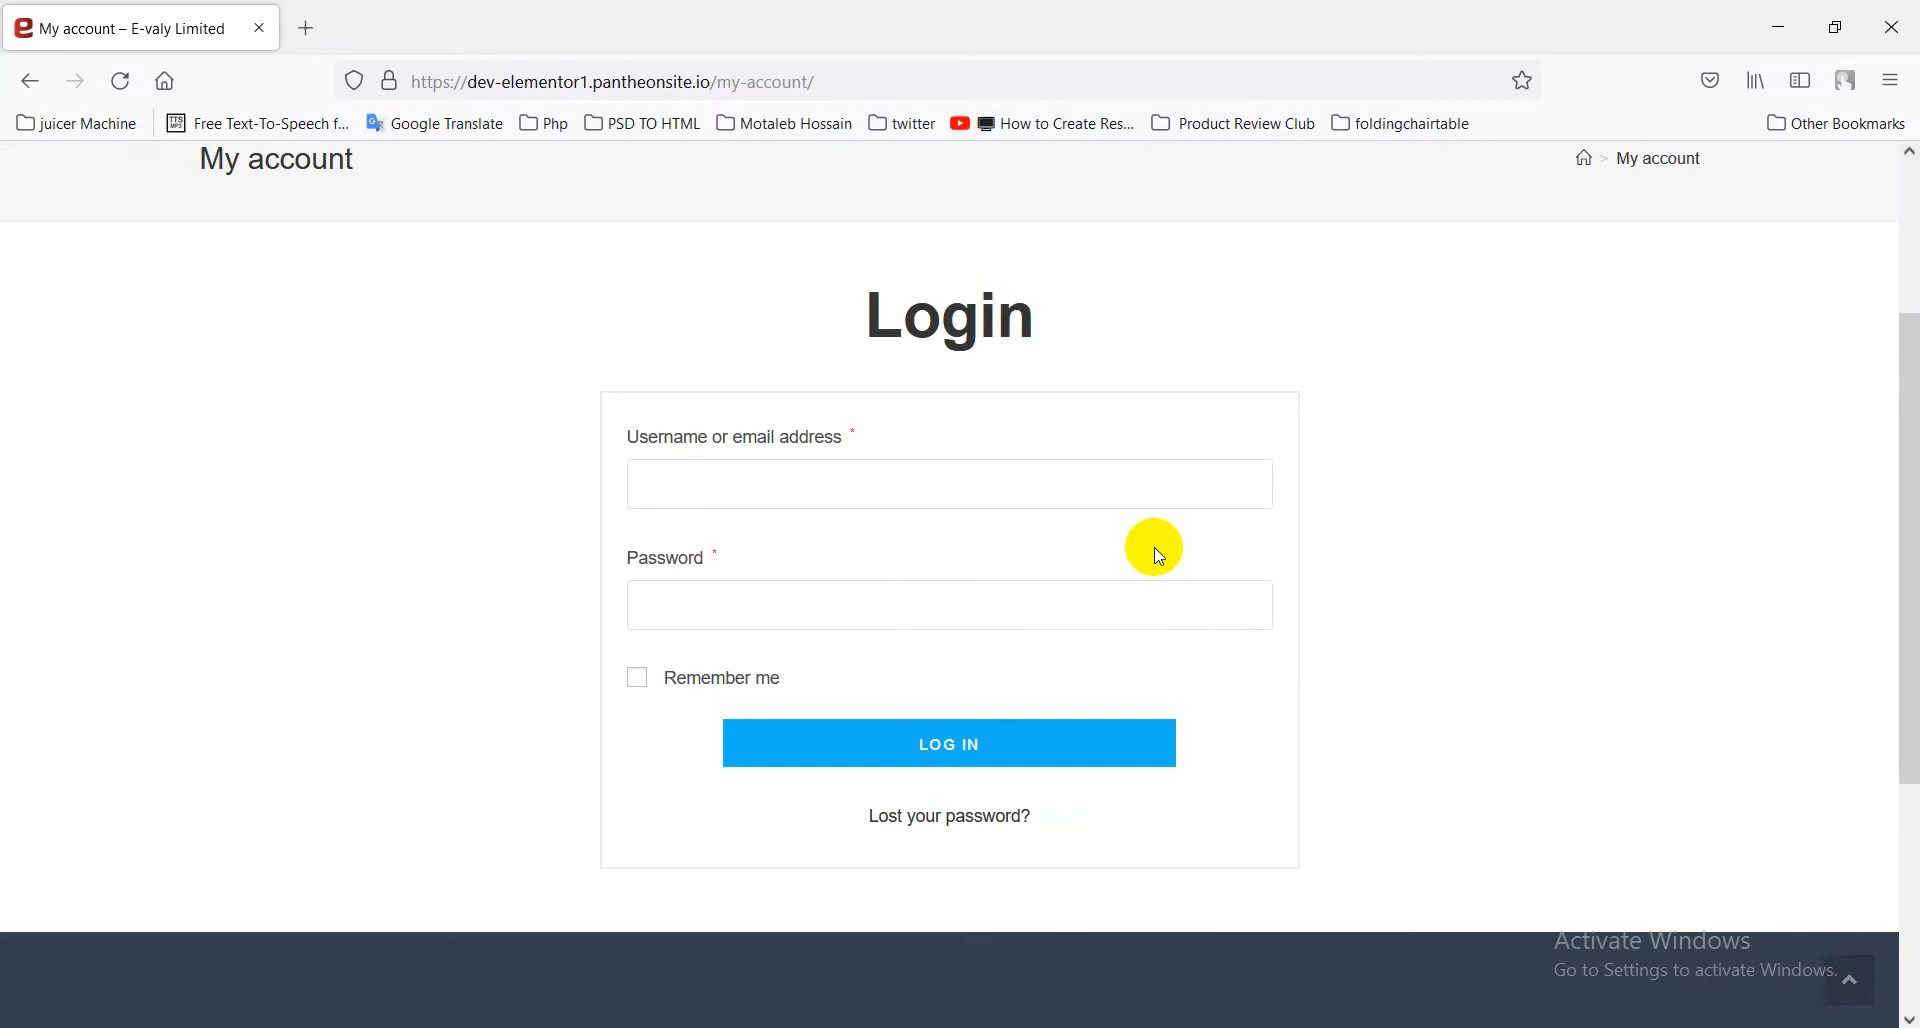 My account – E-valy Limited
https://dev-elementor1.pantheonsite.io/my-account/
juicer Machine
TTS MP3 Free Text-To-Speech f...
Google Translate
Php
PSD TO HTML
Motaleb Hossain
twitter
How to Create Res...
Product Review Club
foldingchairtable
Other Bookmarks
My account
> My account
Login
Username or email address *
Password *
Remember me
LOG IN
Lost your password?
Activate Windows
Go to Settings to activate Windows.